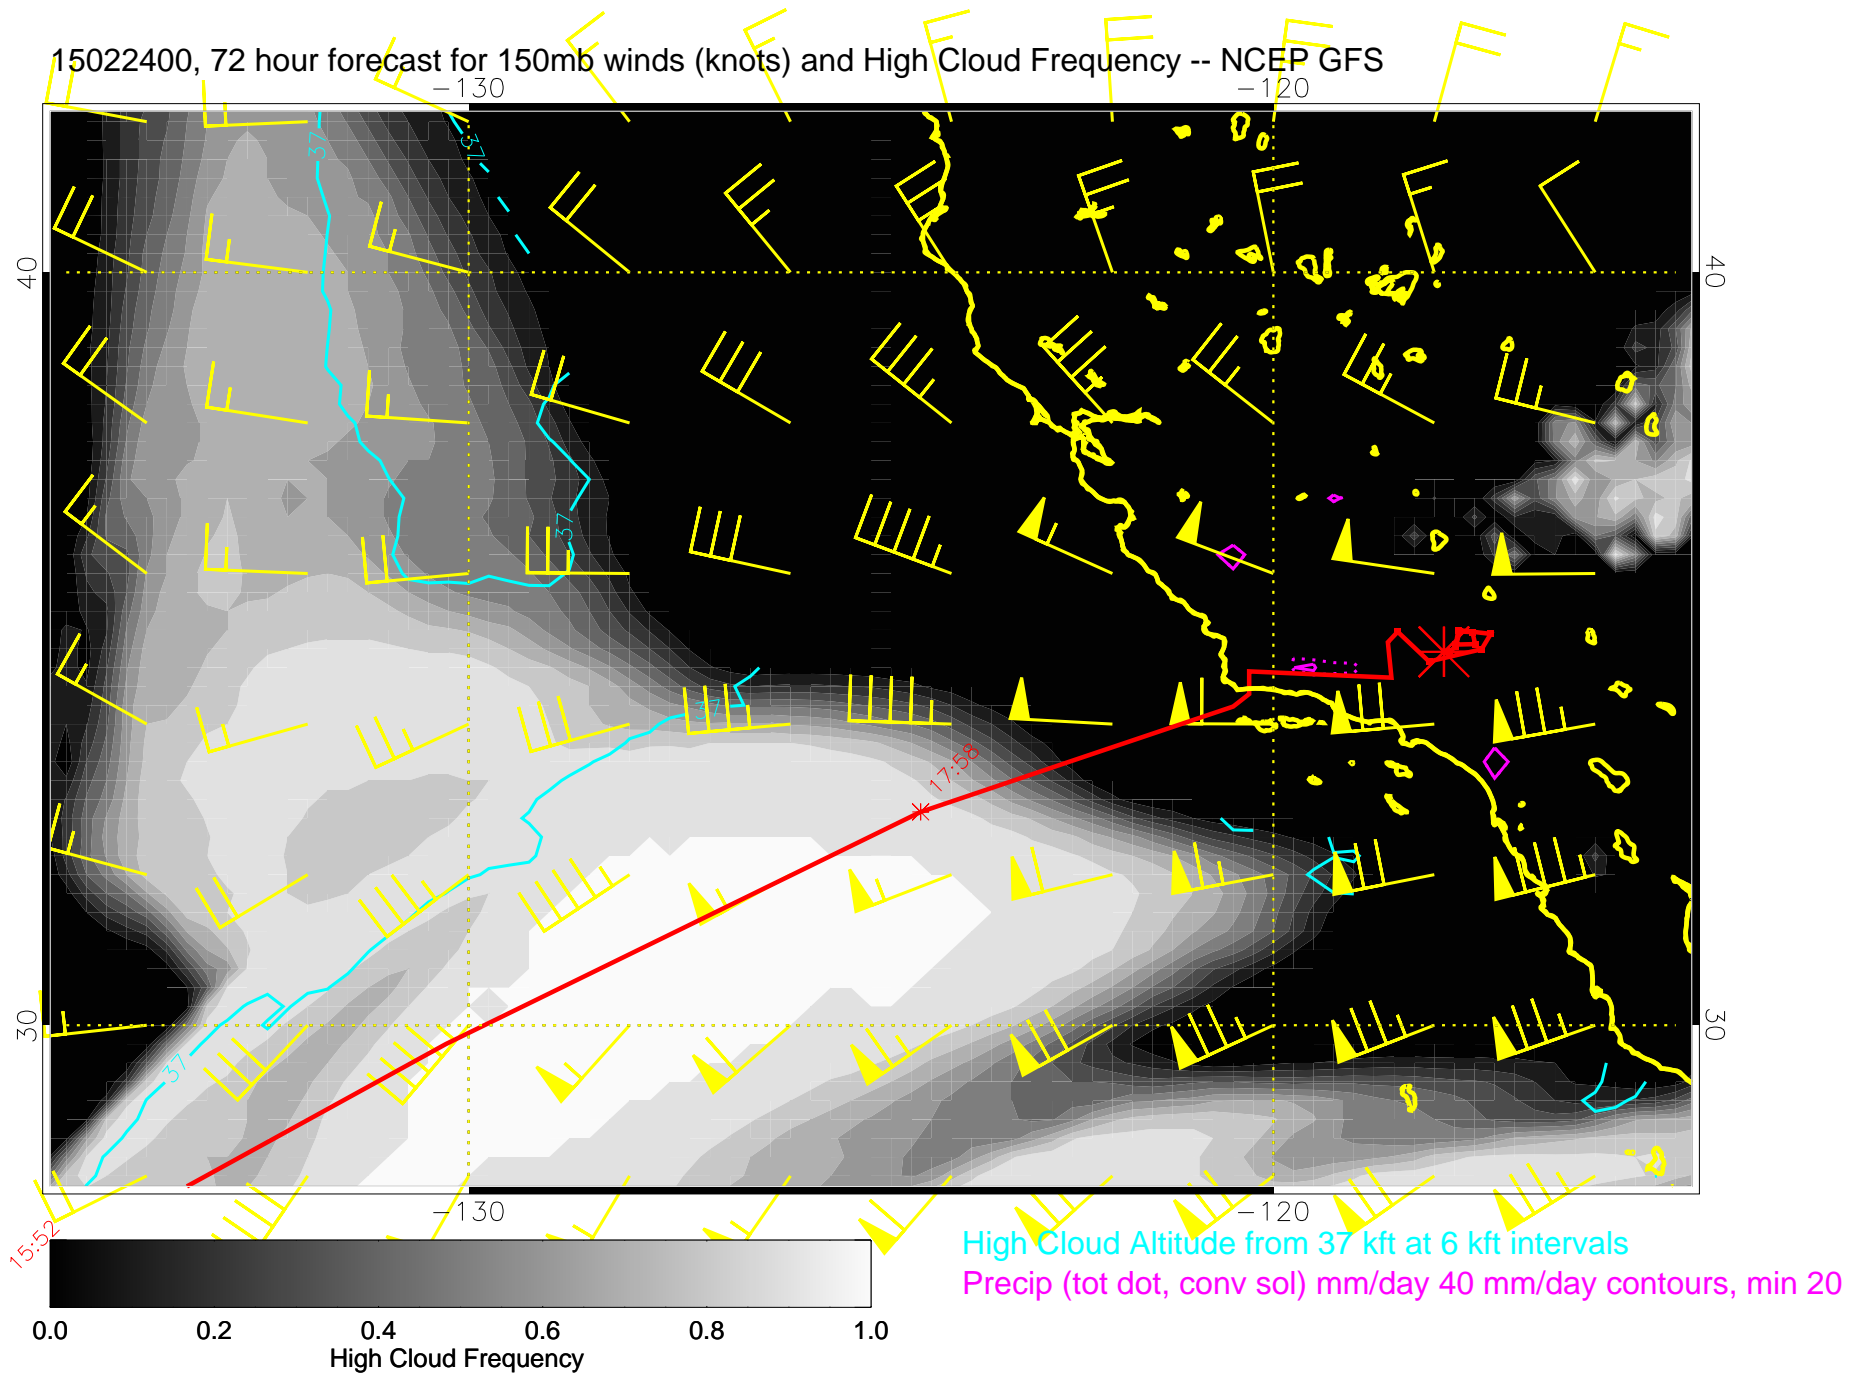 15022400, 72 hour forecast for 150mb winds (knots) and High Cloud Frequency -- NCEP GFS
-130 -120
37 37
40 40
37
37
17:58
30 30
37
-130 -120
15:52
High Cloud Altitude from 37 kft at 6 kft intervals
Precip (tot dot, conv sol) mm/day 40 mm/day contours, min 20
0.0 0.2 0.4 0.6 0.8 1.0
High Cloud Frequency